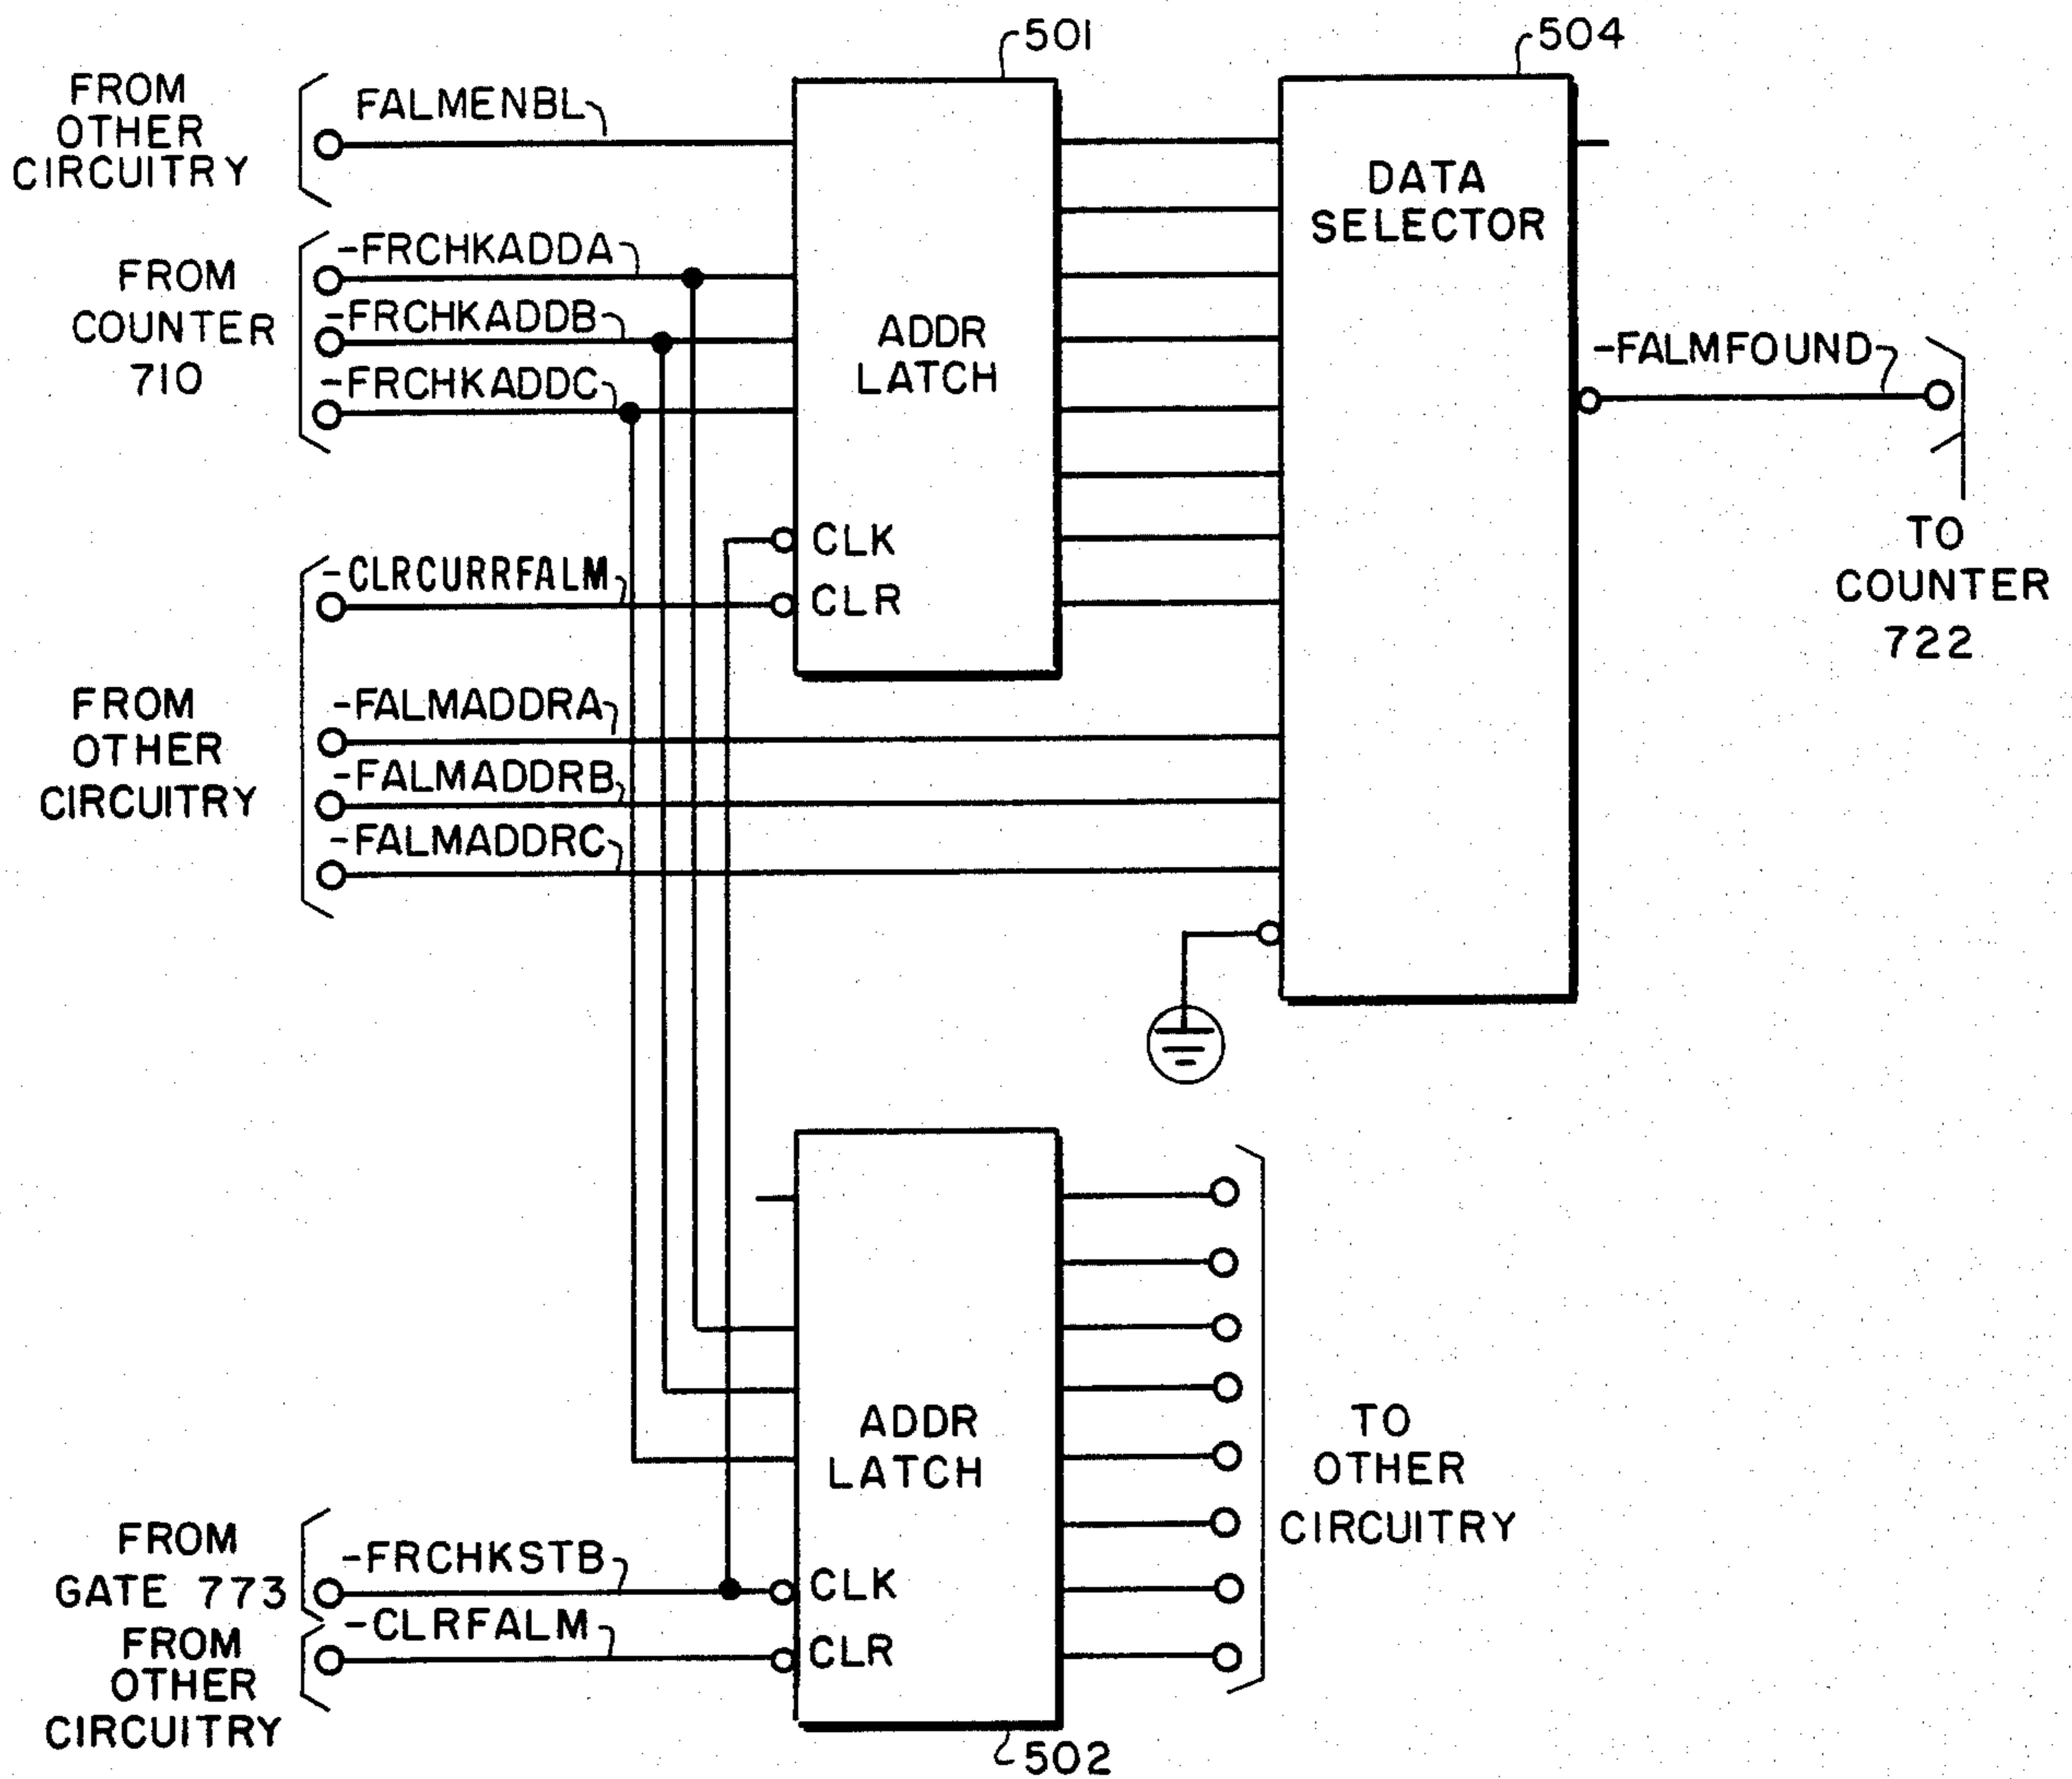 501
504
FROM
OTHER
CIRCUITRY
FALMENBL
DATA
SELECTOR
FROM
COUNTER
710
-FRCHKADDA
-FRCHKADDB
-FRCHKADDC
ADDR
LATCH
-FALMFOUND
TO
COUNTER
722
CLK
CLR
-CLRCURRFALM
FROM
OTHER
CIRCUITRY
-FALMADDRA
-FALMADDRB
-FALMADDRC
ADDR
LATCH
TO
OTHER
CIRCUITRY
FROM
GATE 773
-FRCHKSTB
CLK
FROM
OTHER
CIRCUITRY
-CLRFALM
CLR
502